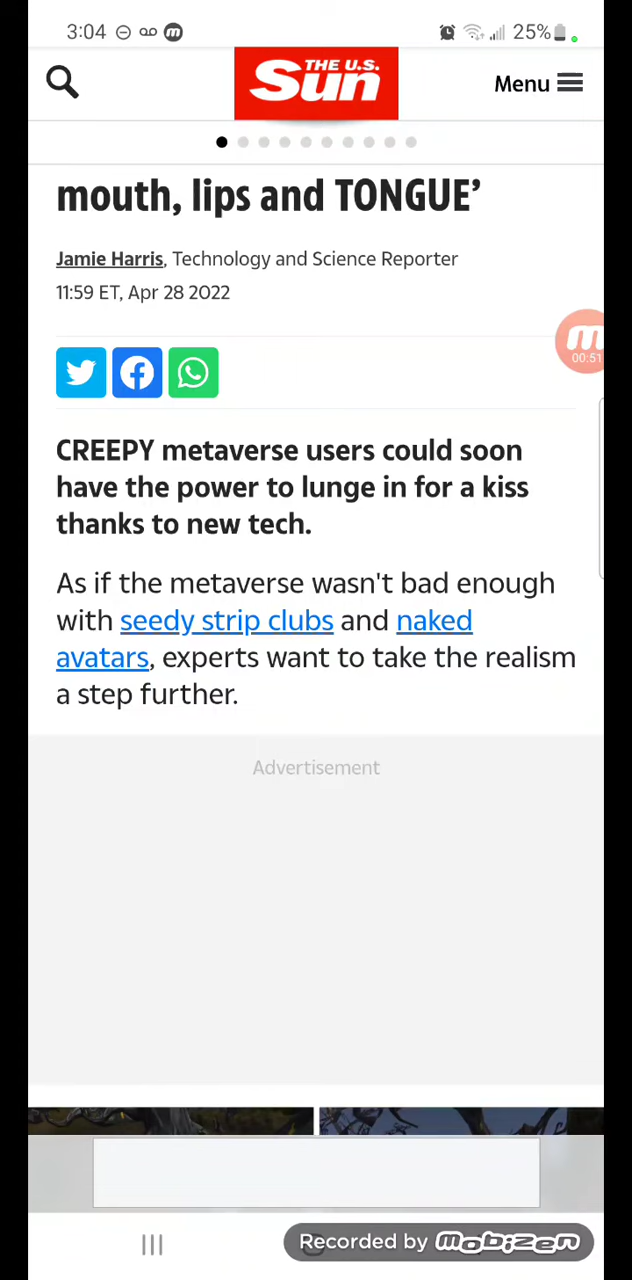 3:04
25%
THE U.S.
Sun
Menu
mouth, lips and TONGUE’
Jamie Harris, Technology and Science Reporter
11:59 ET, Apr 28 2022
m
00:51
CREEPY metaverse users could soon
have the power to lunge in for a kiss
thanks to new tech.
As if the metaverse wasn't bad enough
with seedy strip clubs and naked
avatars, experts want to take the realism
a step further.
Advertisement
Recorded by mobizen